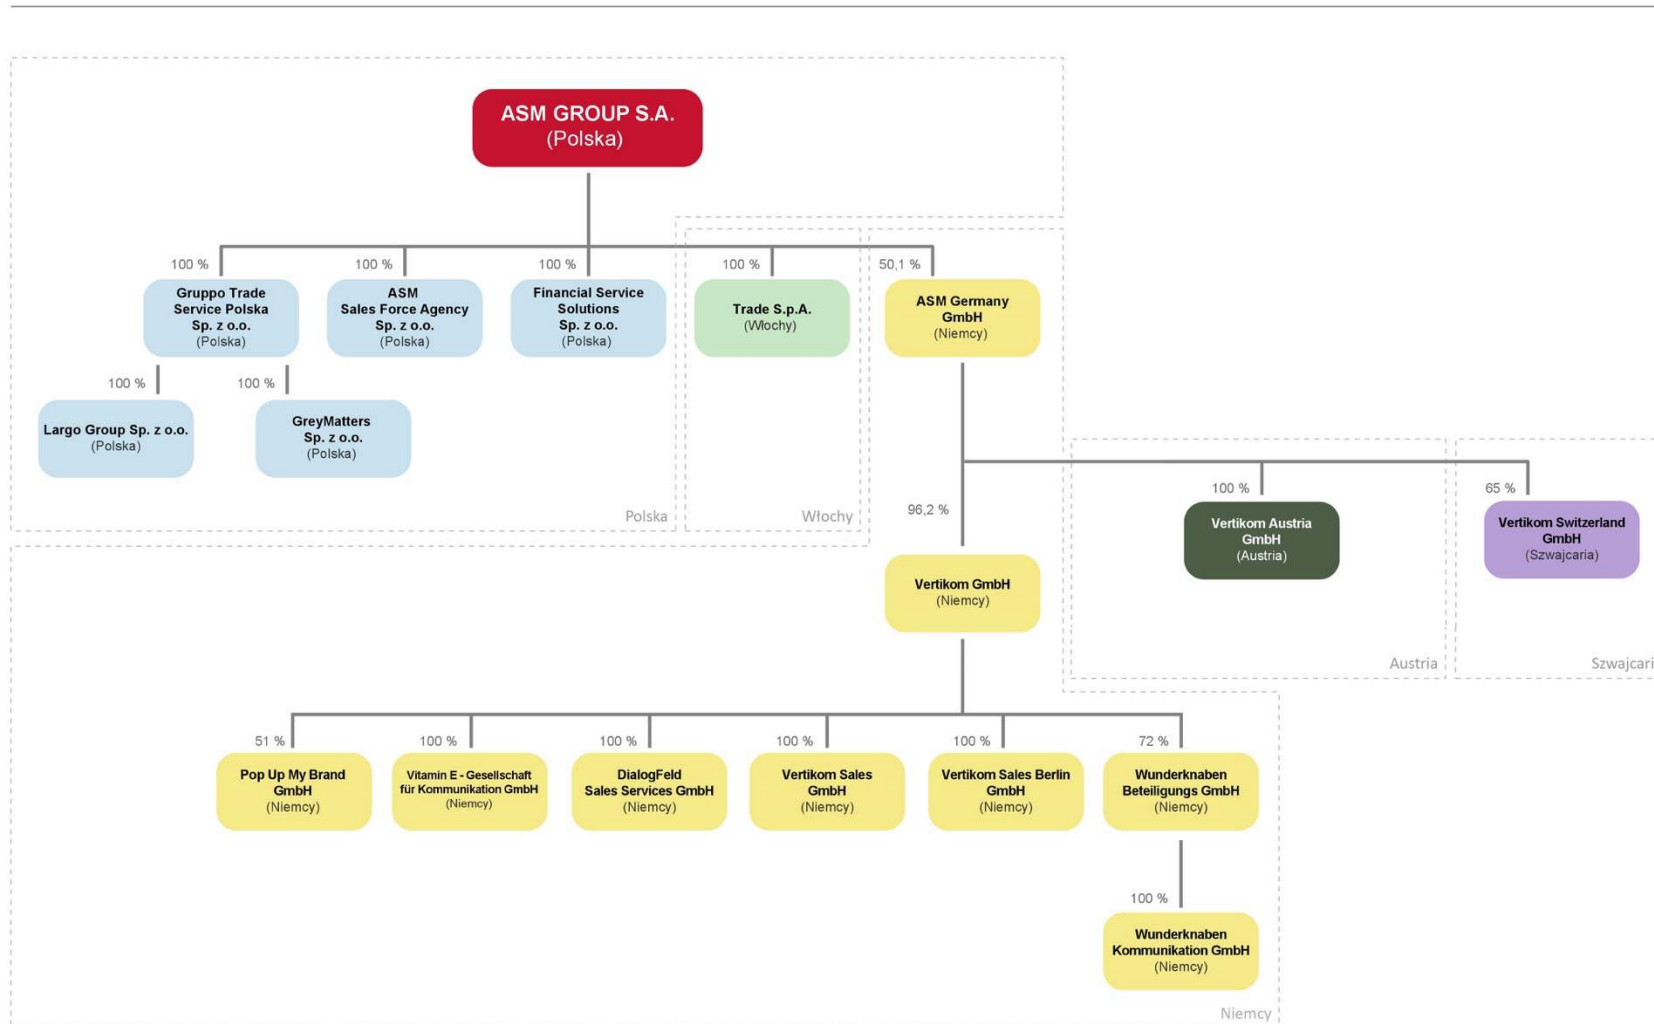 ASM GROUP S.A.
(Polska)
100 %
100 %
100 %
100 %
50,1 %
Gruppo Trade
Service Polska
Sp. z o.o.
(Polska)
ASM
Sales Force Agency
Sp. z o.o.
(Polska)
Financial Service
Solutions
Sp. z o.o.
(Polska)
Trade S.p.A.
(Włochy)
ASM Germany
GmbH
(Niemcy)
100 %
100 %
Largo Group Sp. z o.o.
(Polska)
GreyMatters
Sp. z o.o.
(Polska)
Polska
Włochy
96,2 %
100 %
65 %
Vertikom Austria
GmbH
(Austria)
Vertikom Switzerland
GmbH
(Szwajcaria)
Vertikom GmbH
(Niemcy)
Austria
Szwajcari
51 %
100 %
100 %
100 %
100 %
72 %
Pop Up My Brand
GmbH
(Niemcy)
Vitamin E - Gesellschaft
für Kommunikation GmbH
(Niemcy)
DialogFeld
Sales Services GmbH
(Niemcy)
Vertikom Sales
GmbH
(Niemcy)
Vertikom Sales Berlin
GmbH
(Niemcy)
Wunderknaben
Beteiligungs GmbH
(Niemcy)
100 %
Wunderknaben
Kommunikation GmbH
(Niemcy)
Niemcy